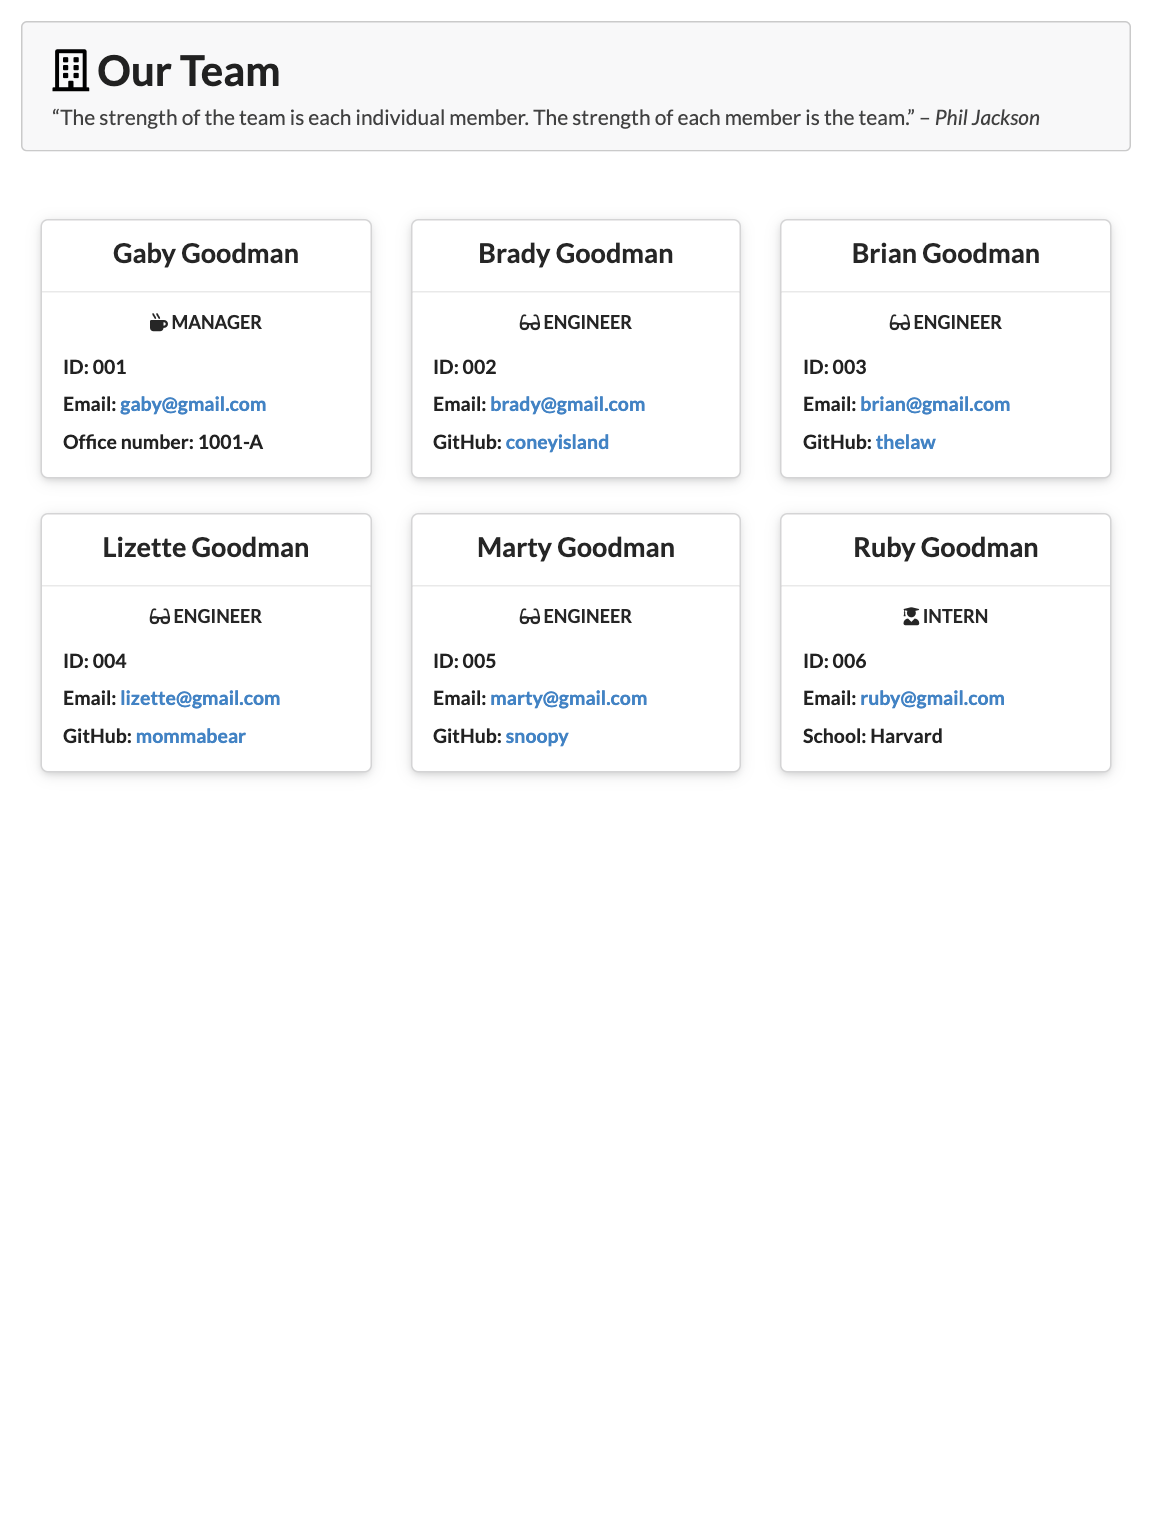 Our Team
“The strength of the team is each individual member. The strength of each member is the team.” – Phil Jackson
Gaby Goodman
MANAGER
ID: 001
Email: gaby@gmail.com
Office number: 1001-A
Brady Goodman
ENGINEER
ID: 002
Email: brady@gmail.com
GitHub: coneyisland
Brian Goodman
ENGINEER
ID: 003
Email: brian@gmail.com
GitHub: thelaw
Lizette Goodman
ENGINEER
ID: 004
Email: lizette@gmail.com
GitHub: mommabear
Marty Goodman
ENGINEER
ID: 005
Email: marty@gmail.com
GitHub: snoopy
Ruby Goodman
INTERN
ID: 006
Email: ruby@gmail.com
School: Harvard